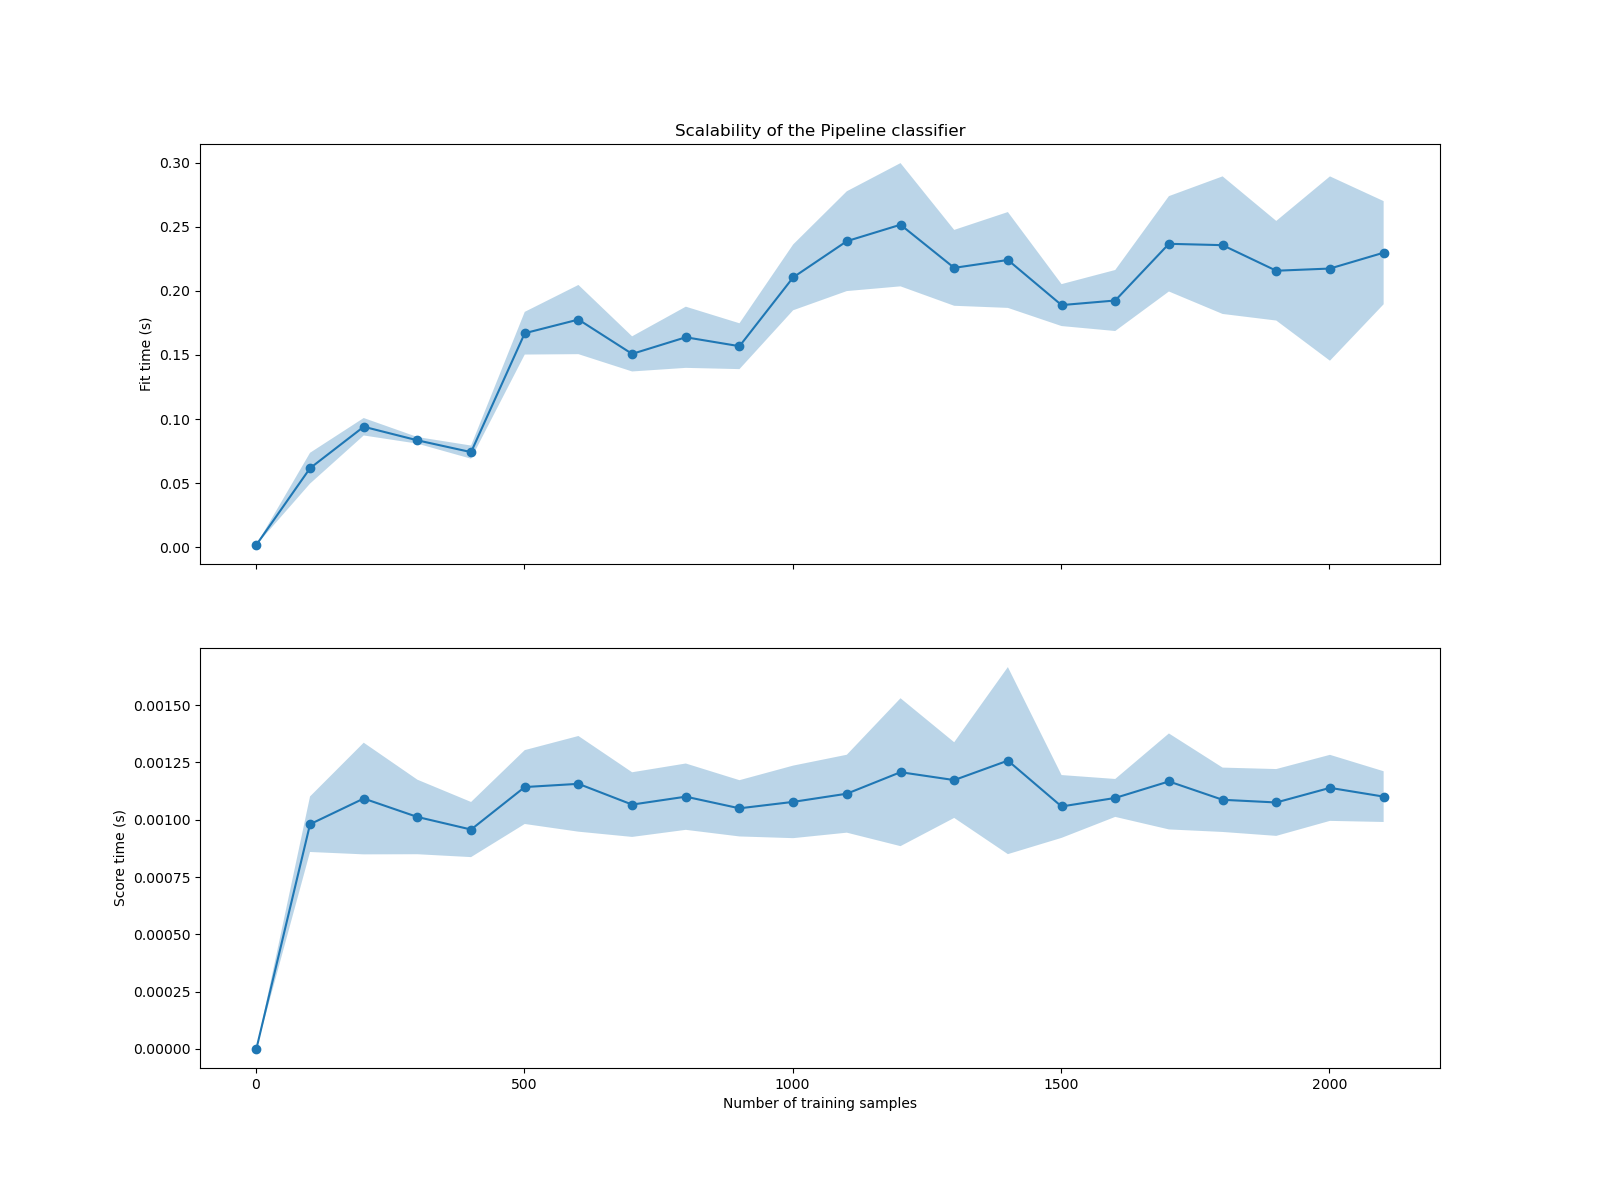 Scalability of the Pipeline classifier
0.30
0.25
0.20
0.15
0.10
0.05
0.00
Fit time (s)
0.00150
0.00125
0.00100
0.00075
0.00050
0.00025
0.00000
Score time (s)
0 500 1000 1500 2000
Number of training samples